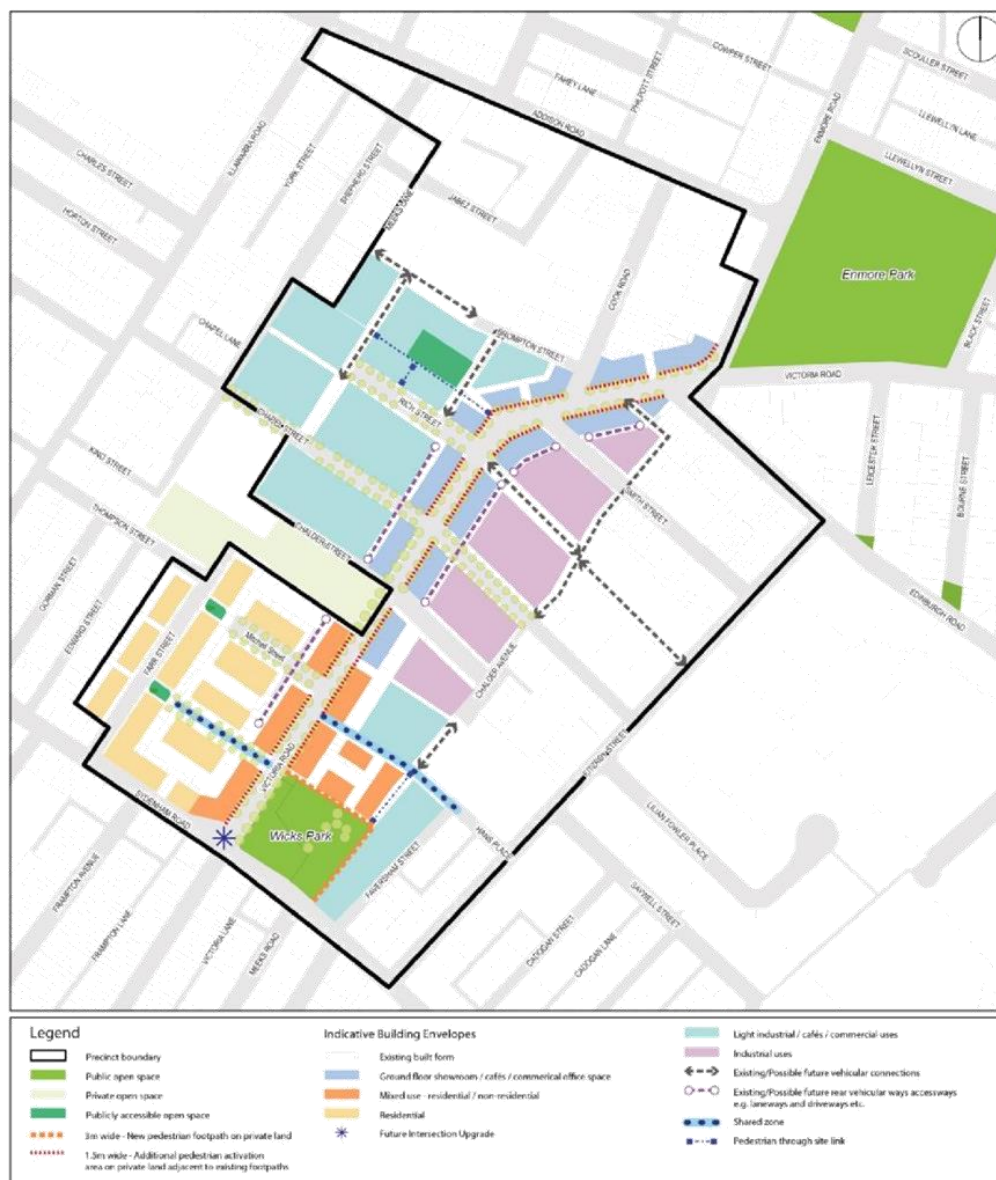 COWPER STREET
SCOULLER STREET
FAHEY LANE
PHILPOTT STREET
ENMORE ROAD
LLEWELLYN LANE
ADDISON ROAD
LLEWELLYN STREET
ILLAWARRA ROAD
YORK STREET
SHEPHERD STREET
CHARLES STREET
MEEKS LANE
JABEZ STREET
HORTON STREET
Enmore Park
COOK ROAD
BLACK STREET
CHAPEL LANE
BROMPTON STREET
VICTORIA ROAD
RICH STREET
CHAPEL STREET
LEICESTER STREET
BOURNE STREET
KING STREET
SMITH STREET
THOMPSON STREET
CHALDER STREET
GORMAN STREET
EDWARD STREET
EDINBURGH ROAD
PARK STREET
Mitchell Street
CHALDER AVENUE
VICTORIA ROAD
FITZROY STREET
SYDENHAM ROAD
Wicks Park
HANS PLACE
LILIAN FOWLER PLACE
FRAMPTON AVENUE
FAVERSHAM STREET
SAYWELL STREET
FRAMPTON LANE
VICTORIA LANE
MEEKS ROAD
CADOGAN STREET
CADOGAN LANE
Legend
Precinct boundary
Public open space
Private open space
Publicly accessible open space
3m wide - New pedestrian footpath on private land
1.5m wide - Additional pedestrian activation
area on private land adjacent to existing footpaths
Indicative Building Envelopes
Existing built form
Ground floor showroom / cafés / commerical office space
Mixed use - residential / non-residential
Residential
Future Intersection Upgrade
Light industrial / cafés / commercial uses
Industrial uses
Existing/Possible future vehicular connections
Existing/Possible future rear vehicular ways accessways
e.g. laneways and driveways etc.
Shared zone
Pedestrian through site link